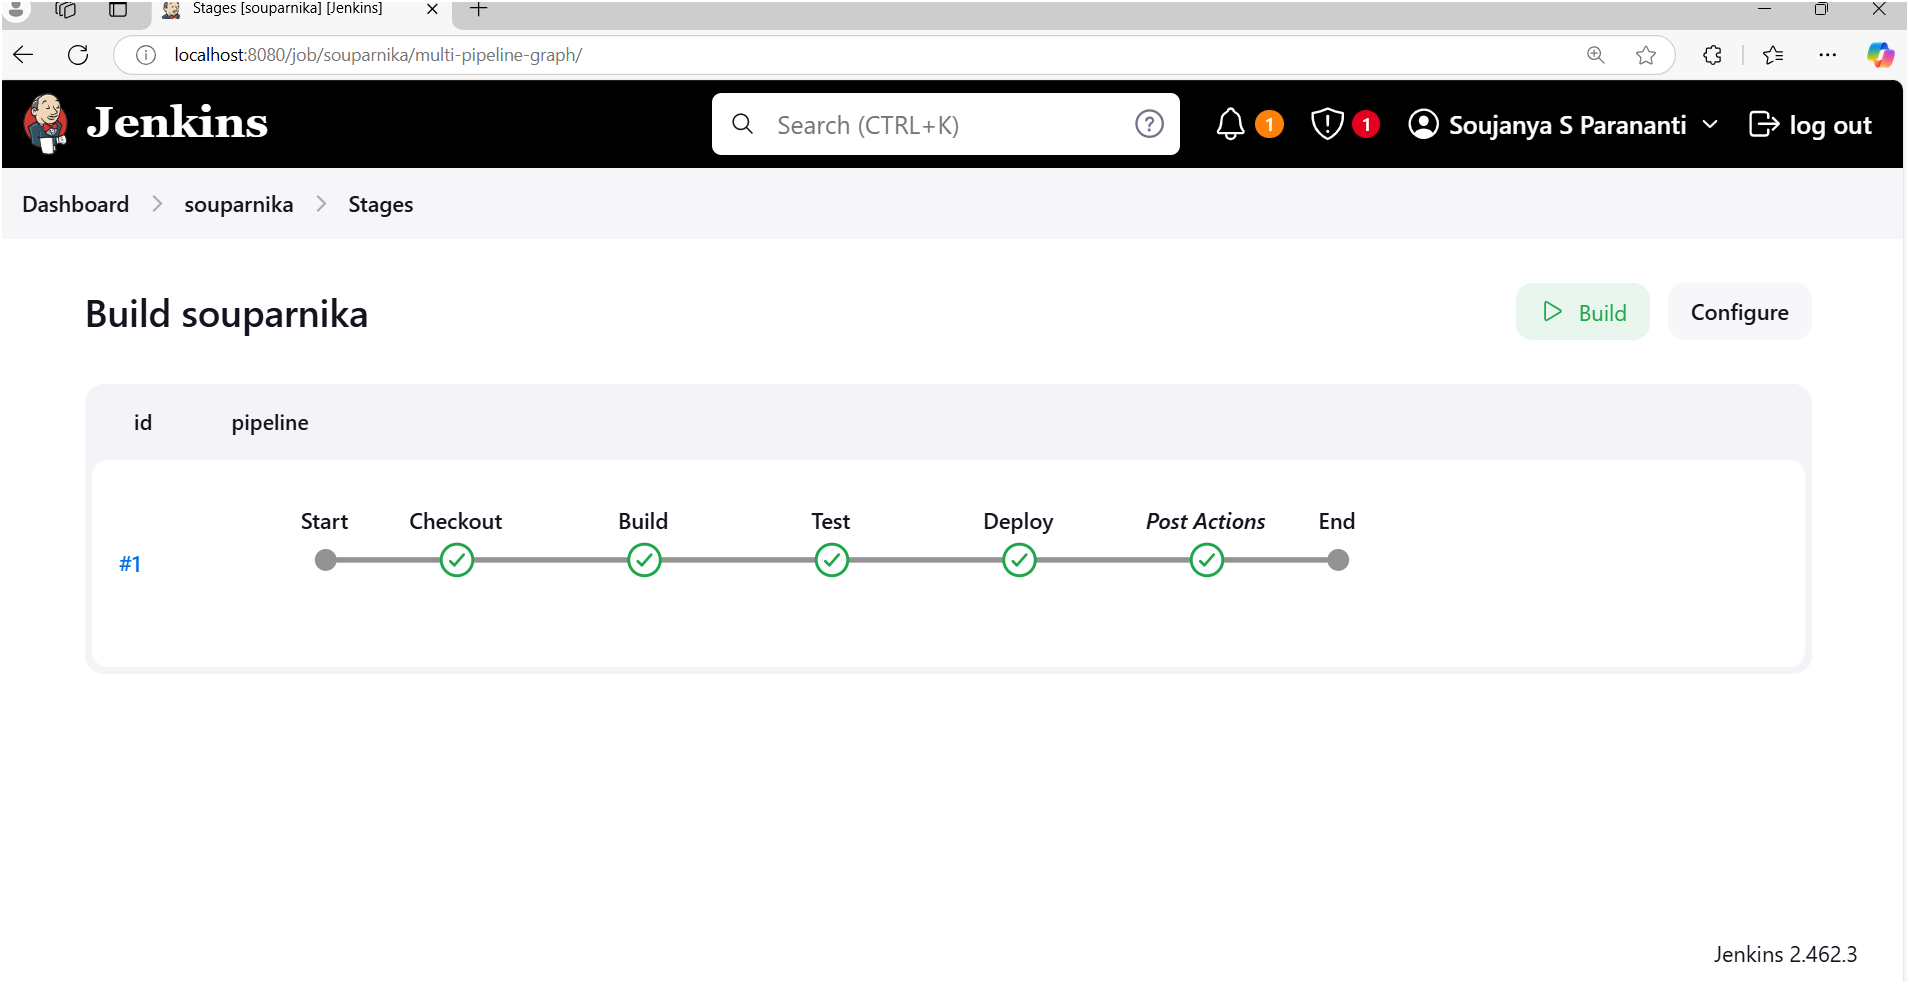 Stages [souparnika] [Jenkins]
localhost:8080/job/souparnika/multi-pipeline-graph/
Jenkins
Search (CTRL+K)
?
1
1
Soujanya S Parananti
log out
Dashboard
souparnika
Stages
Build souparnika
Build
Configure
id pipeline
Start Checkout Build Test Deploy Post Actions End
#1
Jenkins 2.462.3